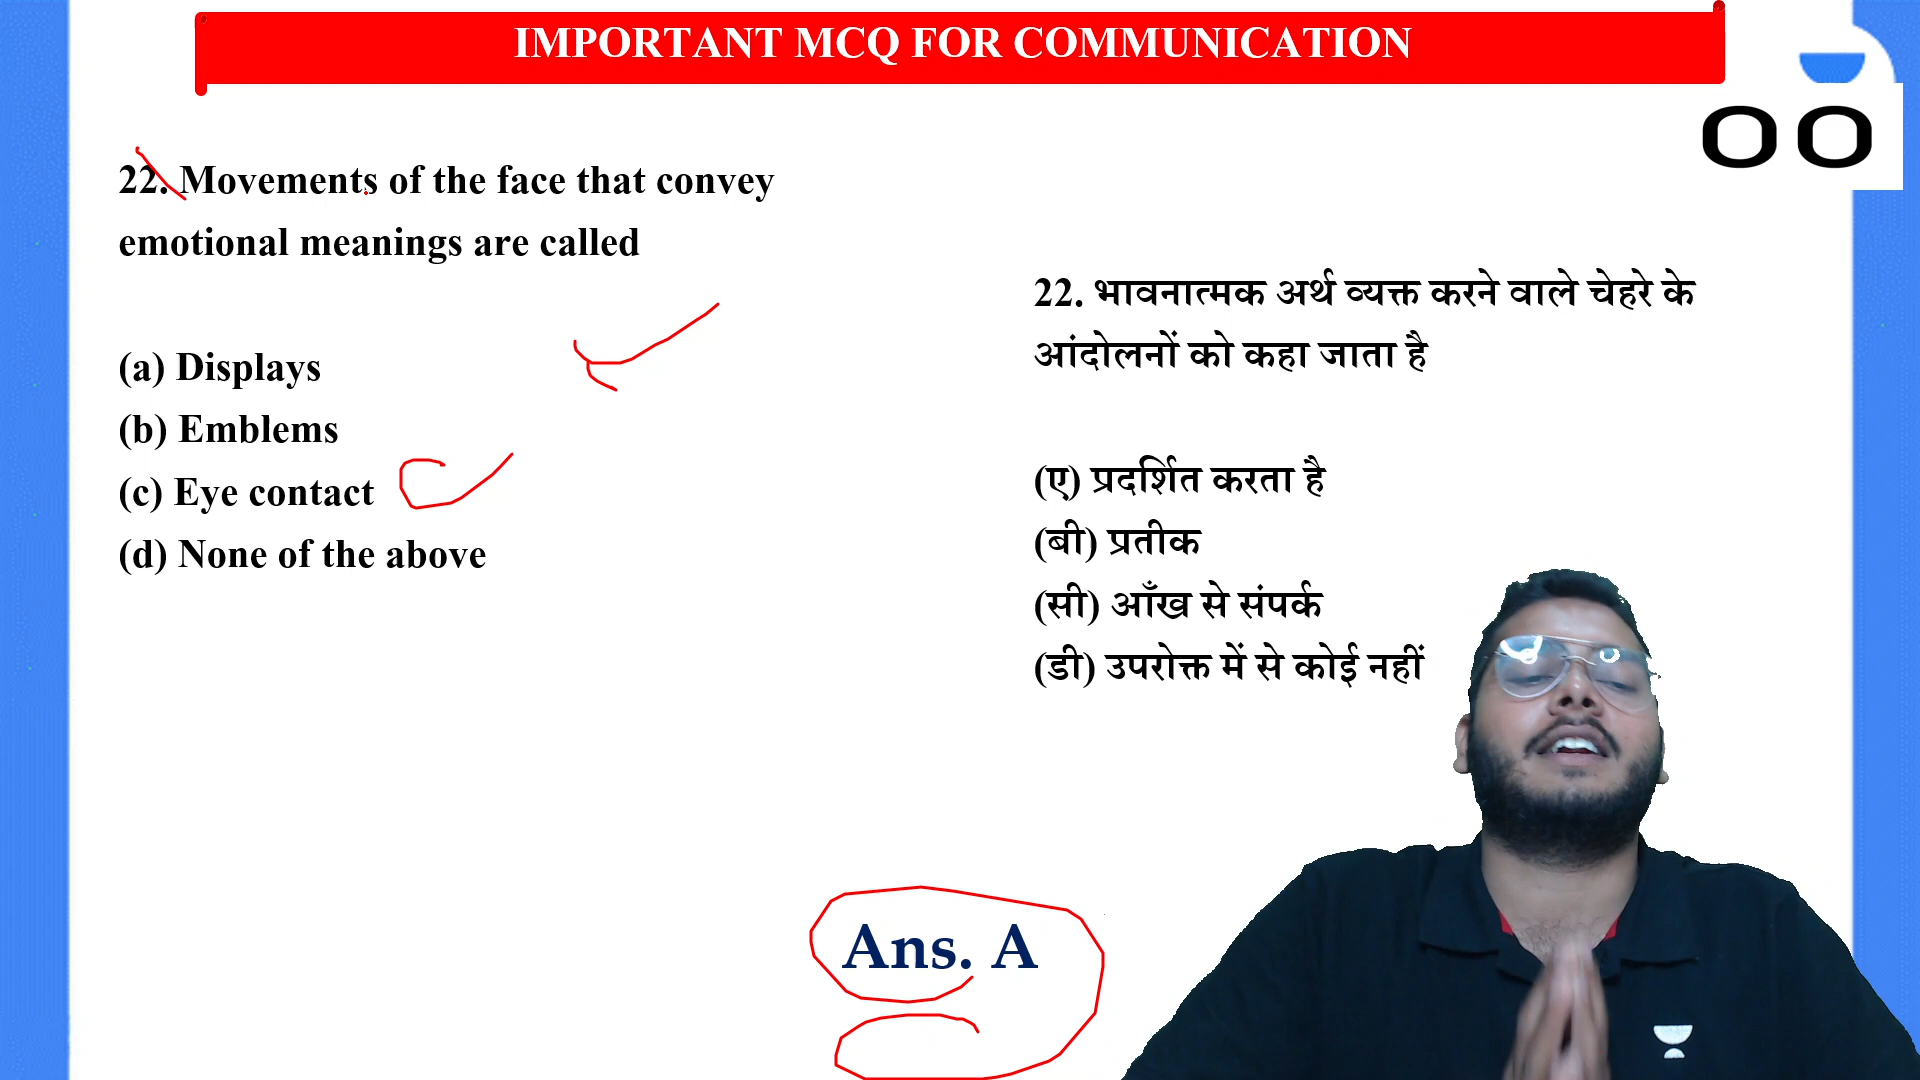 IMPORTANT MCQ FOR COMMUNICATION
00
22. Movements of the face that convey
emotional meanings are called
(a) Displays
(b) Emblems
(c) Eye contact
(d) None of the above
22. भावनात्मक अर्थ व्यक्त करने वाले चेहरे के
आंदोलनों को कहा जाता है
(ए) प्रदर्शित करता है
(बी) प्रतीक
(सी) आँख से संपर्क
(डी) उपरोक्त में से कोई नहीं
Ans. A